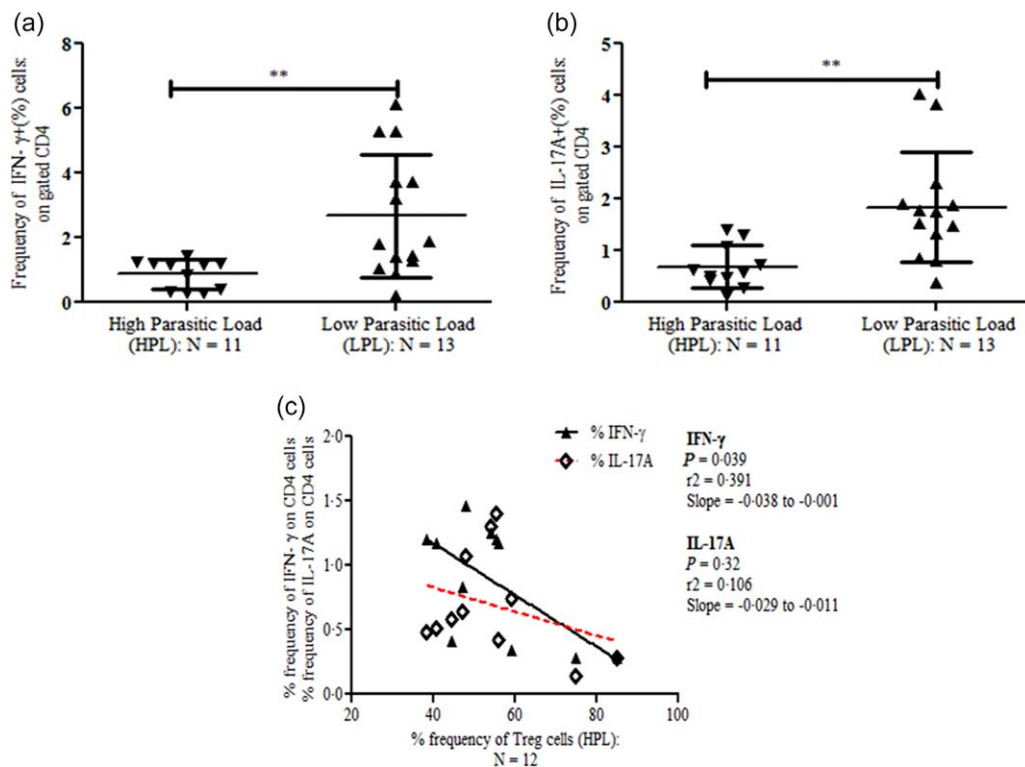 (a)
Frequency of IFN- γ+(%) cells:
on gated CD4
8
6
4
2
0
**
High Parasitic Load
(HPL): N = 11
Low Parasitic Load
(LPL): N = 13
(b)
Frequency of IL-17A+(%) cells:
on gated CD4
5
4
3
2
1
0
**
High Parasitic Load
(HPL): N = 11
Low Parasitic Load
(LPL): N = 13
(c)
% frequency of IFN- γ on CD4 cells
% frequency of IL-17A on CD4 cells
2·0
1·5
1·0
0·5
0·0
20 40 60 80 100
% frequency of Treg cells (HPL):
N = 12
% IFN-γ
% IL-17A
IFN-γ
P = 0·039
r2 = 0·391
Slope = -0·038 to -0·001
IL-17A
P = 0·32
r2 = 0·106
Slope = -0·029 to -0·011